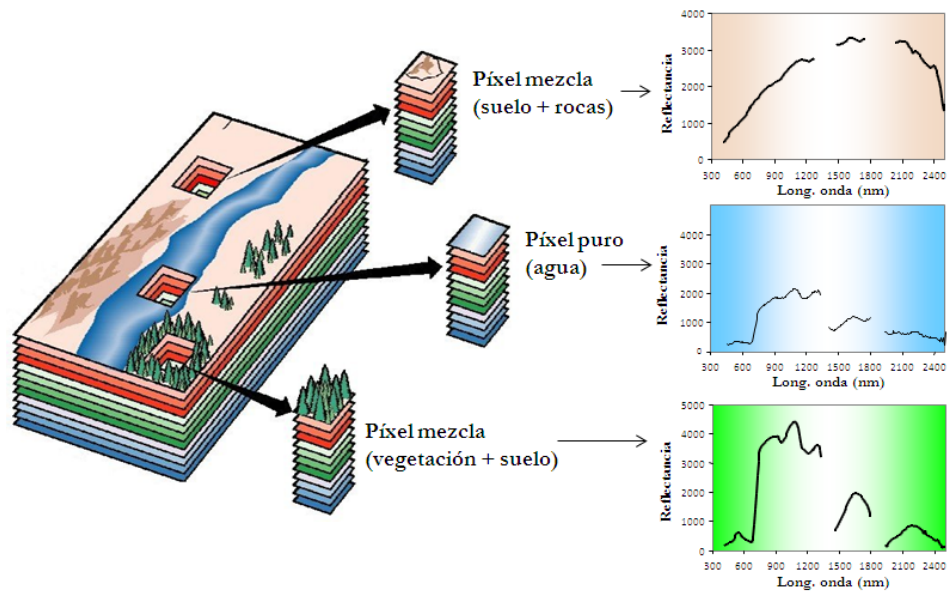 Píxel mezcla
(suelo + rocas)
Reflectancia
4000
3000
2000
1000
0
300 600 900 1200 1500 1800 2100 2400
Long. onda (nm)
Píxel puro
(agua)
Reflectancia
4000
3000
2000
1000
0
300 600 900 1200 1500 1800 2100 2400
Long. onda (nm)
Píxel mezcla
(vegetación + suelo)
Reflectancia
5000
4000
3000
2000
1000
0
300 600 900 1200 1500 1800 2100 2400
Long. onda (nm)